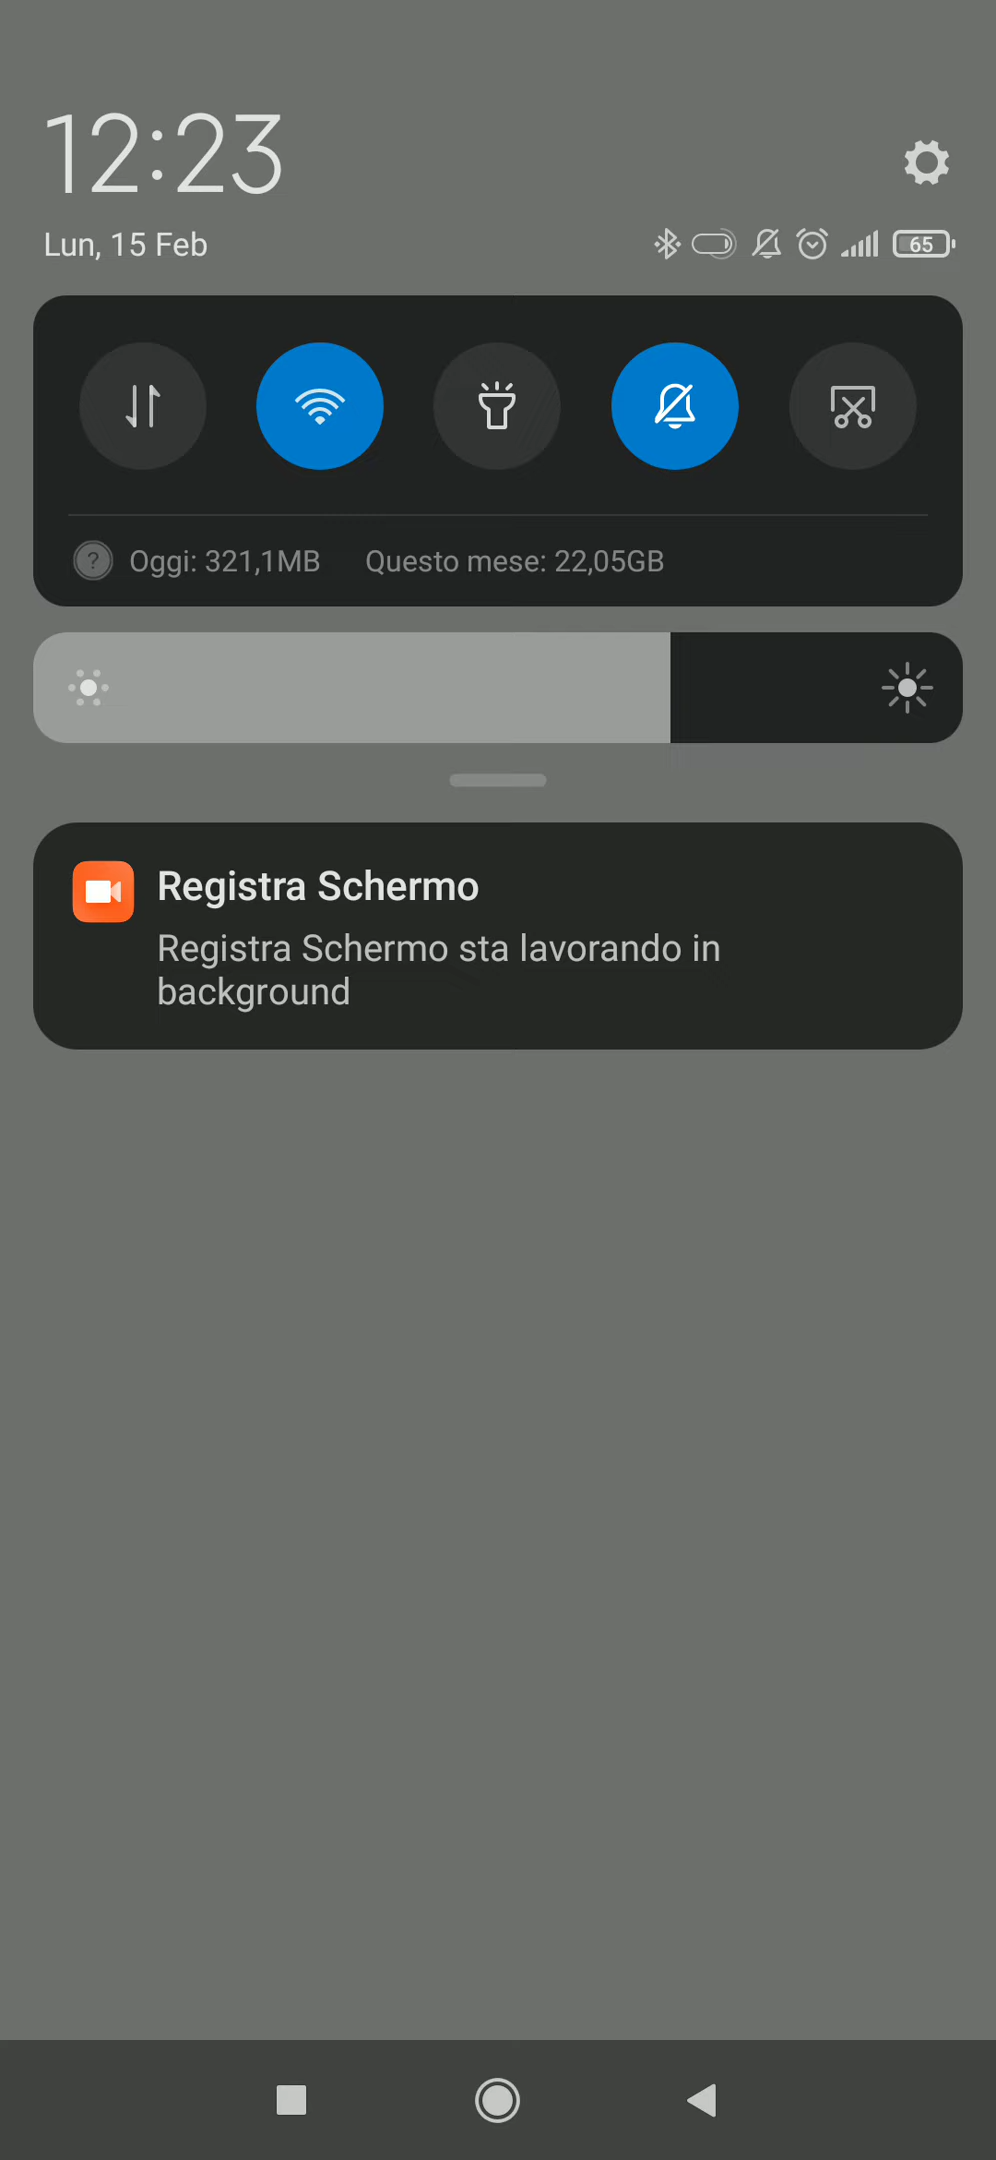 12:23
Lun, 15 Feb
65
? Oggi: 321,1MB Questo mese: 22,05GB
Registra Schermo
Registra Schermo sta lavorando in
background